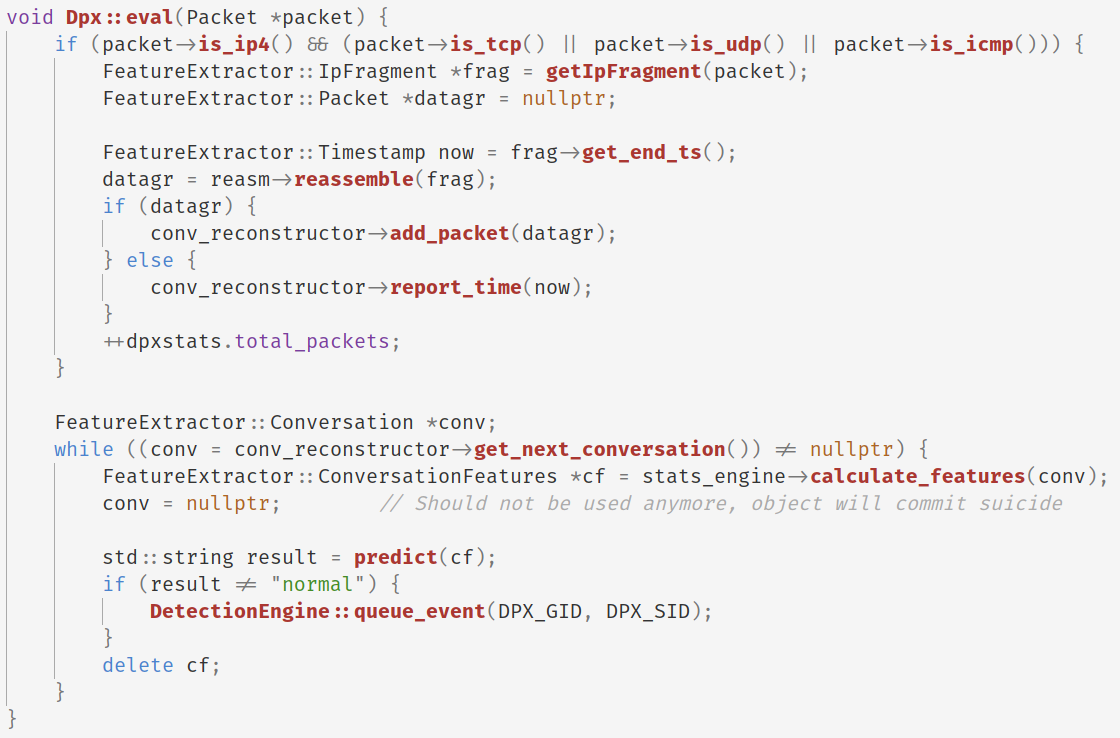 void Dpx::eval(Packet *packet) {
    if (packet->is_ip4() && (packet->is_tcp() || packet->is_udp() || packet->is_icmp())) {
        FeatureExtractor::IpFragment *frag = getIpFragment(packet);
        FeatureExtractor::Packet *datagr = nullptr;

        FeatureExtractor::Timestamp now = frag->get_end_ts();
        datagr = reasm->reassemble(frag);
        if (datagr) {
            conv_reconstructor->add_packet(datagr);
        } else {
            conv_reconstructor->report_time(now);
        }
        ++dpxstats.total_packets;
    }

    FeatureExtractor::Conversation *conv;
    while ((conv = conv_reconstructor->get_next_conversation()) != nullptr) {
        FeatureExtractor::ConversationFeatures *cf = stats_engine->calculate_features(conv);
        conv = nullptr;        // Should not be used anymore, object will commit suicide

        std::string result = predict(cf);
        if (result != "normal") {
            DetectionEngine::queue_event(DPX_GID, DPX_SID);
        }
        delete cf;
    }
}